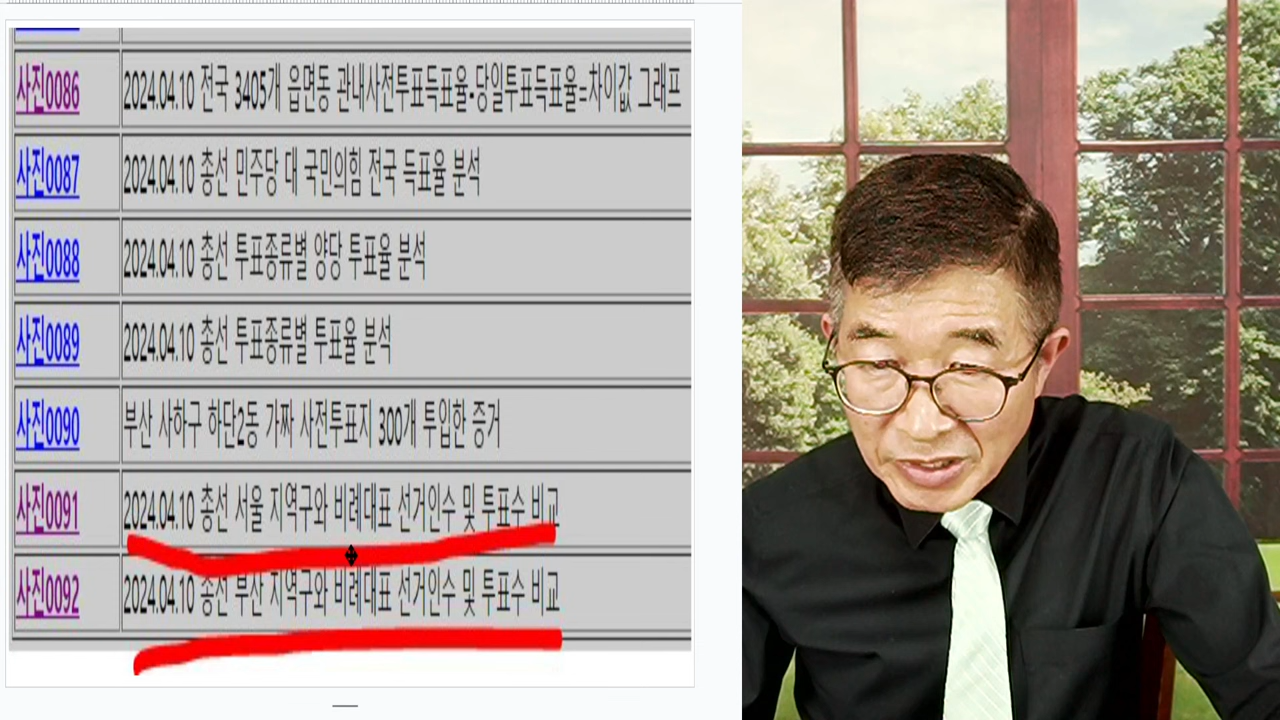 사진0086 2024.04.10 전국 3405개 읍면동 관내사전투표득표율-당일투표득표율=차이값 그래프
사진0087 2024.04.10 총선 민주당 대 국민의힘 전국 득표율 분석
사진0088 2024.04.10 총선 투표종류별 양당 투표율 분석
사진0089 2024.04.10 총선 투표종류별 투표율 분석
사진0090 부산 사하구 하단2동 가짜 사전투표지 300개 투입한 증거
사진0091 2024.04.10 총선 서울 지역구와 비례대표 선거인수 및 투표수 비교
사진0092 2024.04.10 총선 부산 지역구와 비례대표 선거인수 및 투표수 비교